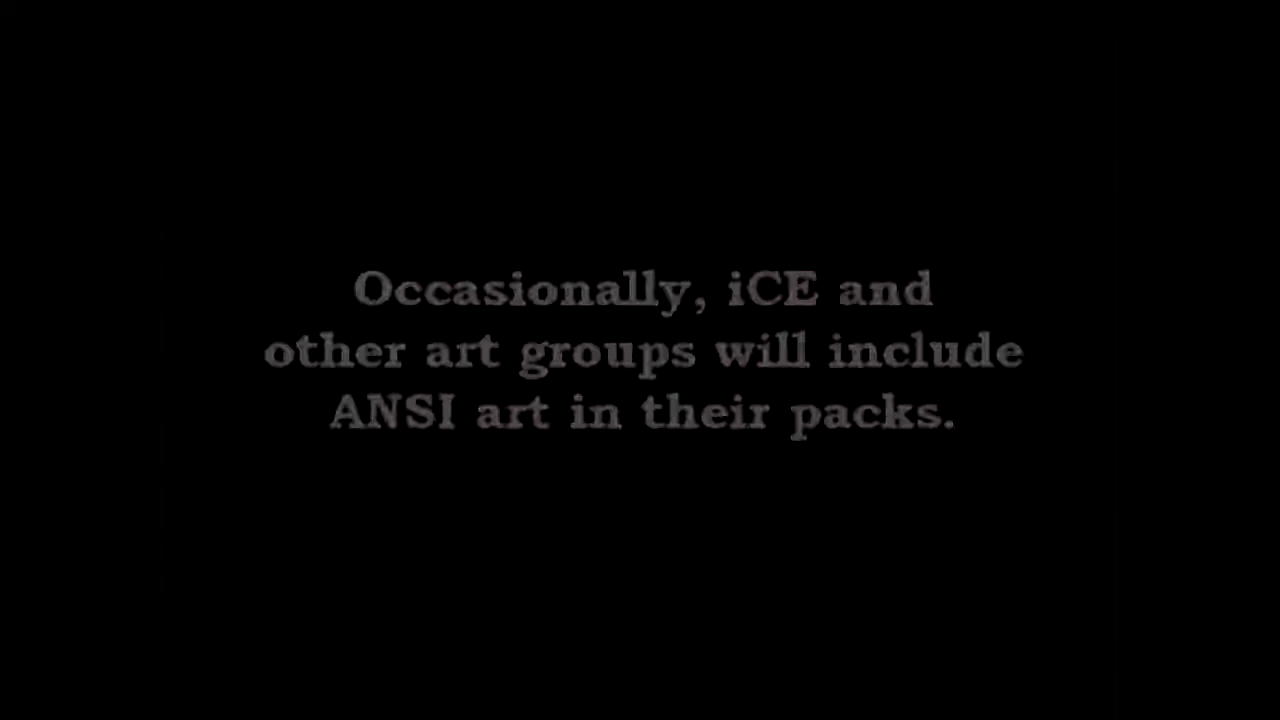 Occasionally, iCE and
other art groups will include
ANSI art in their packs.